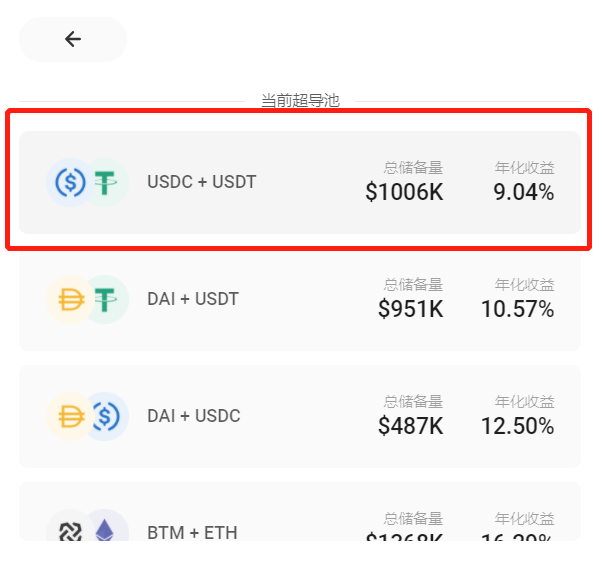 当前超导池
USDC + USDT
总储备量
$1006K
年化收益
9.04%
DAI + USDT
总储备量
$951K
年化收益
10.57%
DAI + USDC
总储备量
$487K
年化收益
12.50%
BTM + ETH
总储备量
$1368K
年化收益